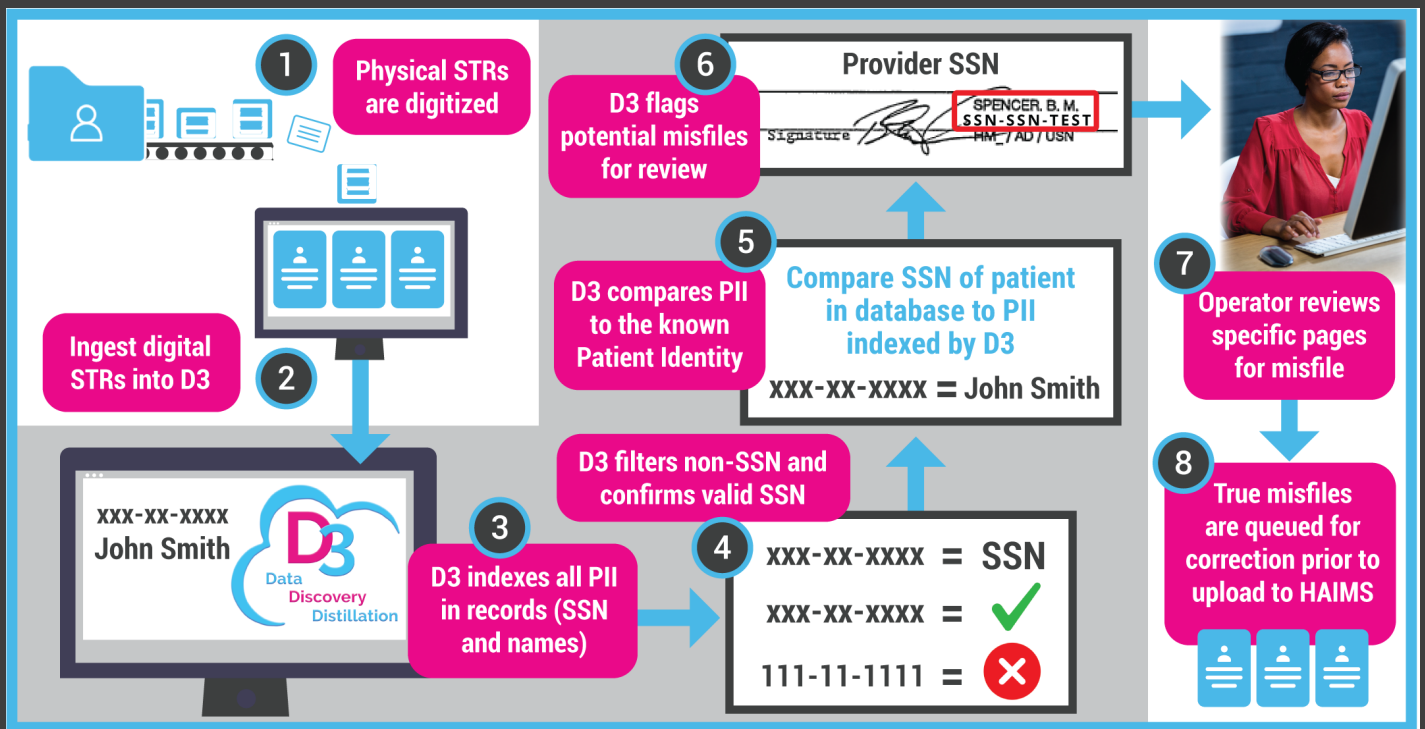 1
Physical STRs
are digitized
Ingest digital
STRs into D3
2
xxx-xx-xxxx
John Smith
D3
Data
Discovery
Distillation
3
D3 indexes all PII
in records (SSN
and names)
D3 filters non-SSN and
confirms valid SSN
4
xxx-xx-xxxx = SSN
xxx-xx-xxxx =
111-11-1111 =
5
D3 compares PII
to the known
Patient Identity
Compare SSN of patient
in database to PII
indexed by D3
xxx-xx-xxxx = John Smith
6
D3 flags
potential misfiles
for review
Provider SSN
SPENCER. B. M.
SSN-SSN-TEST
Signature
HM_/ AD / USN
7
Operator reviews
specific pages
for misfile
8
True misfiles
are queued for
correction prior to
upload to HAIMS